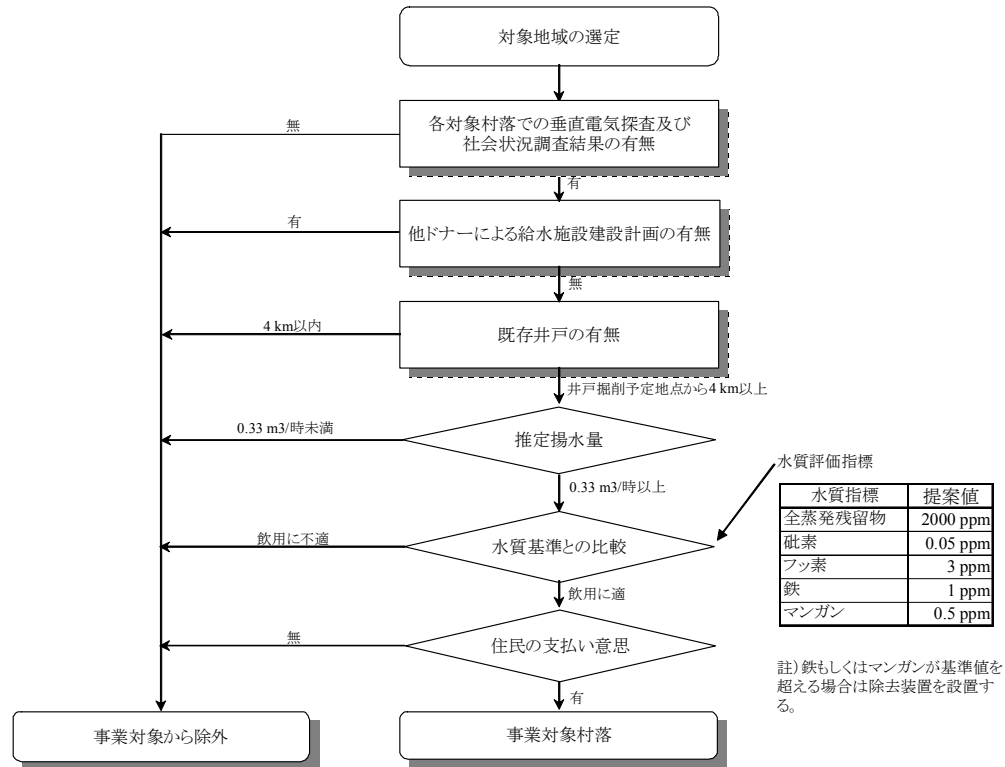 対象地域の選定
無
各対象村落での垂直電気探査及び
社会状況調査結果の有無
有
有
他ドナーによる給水施設建設計画の有無
無
4 km以内
既存井戸の有無
井戸掘削予定地点から4 km以上
0.33 m3/時未満
推定揚水量
0.33 m3/時以上
水質評価指標
水質指標 提案値
全蒸発残留物 2000 ppm
砒素 0.05 ppm
フッ素 3 ppm
鉄 1 ppm
マンガン 0.5 ppm
飲用に不適
水質基準との比較
飲用に適
無
住民の支払い意思
註）鉄もしくはマンガンが基準値を
超える場合は除去装置を設置す
る。
有
事業対象から除外
事業対象村落